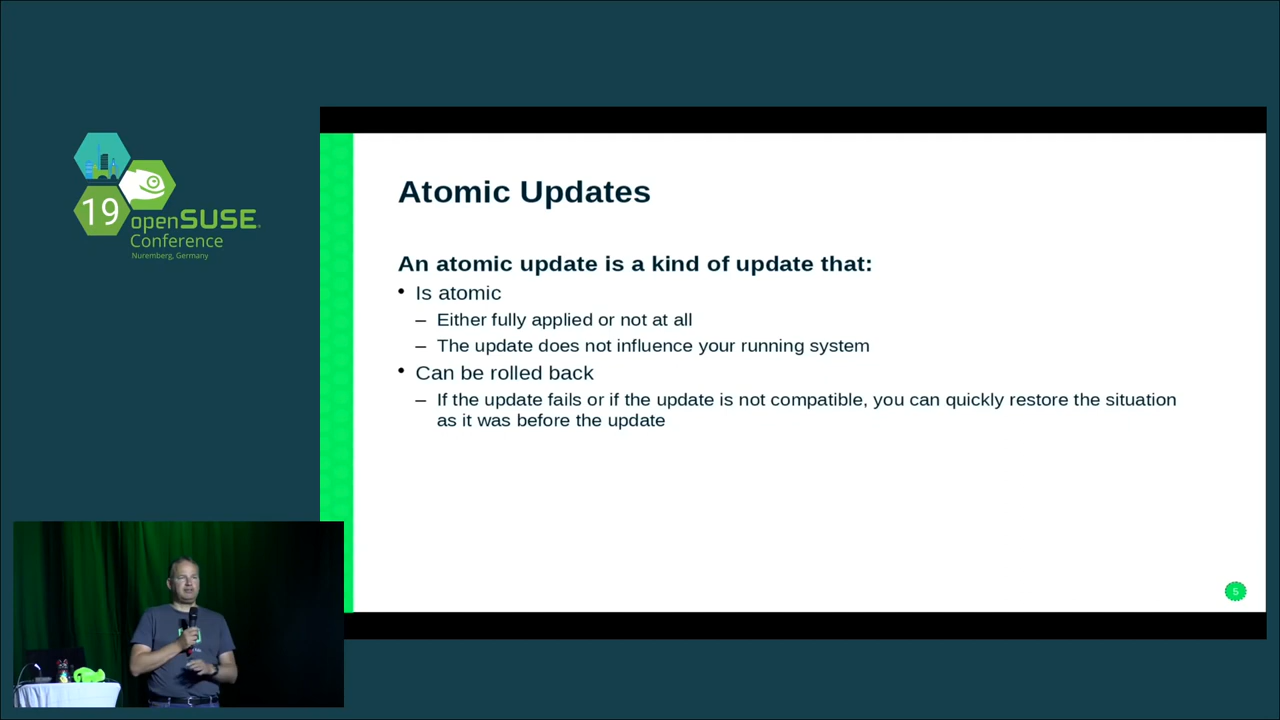 19
openSUSE
Conference
Nuremberg, Germany
Atomic Updates
An atomic update is a kind of update that:
• Is atomic
– Either fully applied or not at all
– The update does not influence your running system
• Can be rolled back
– If the update fails or if the update is not compatible, you can quickly restore the situation
as it was before the update
5